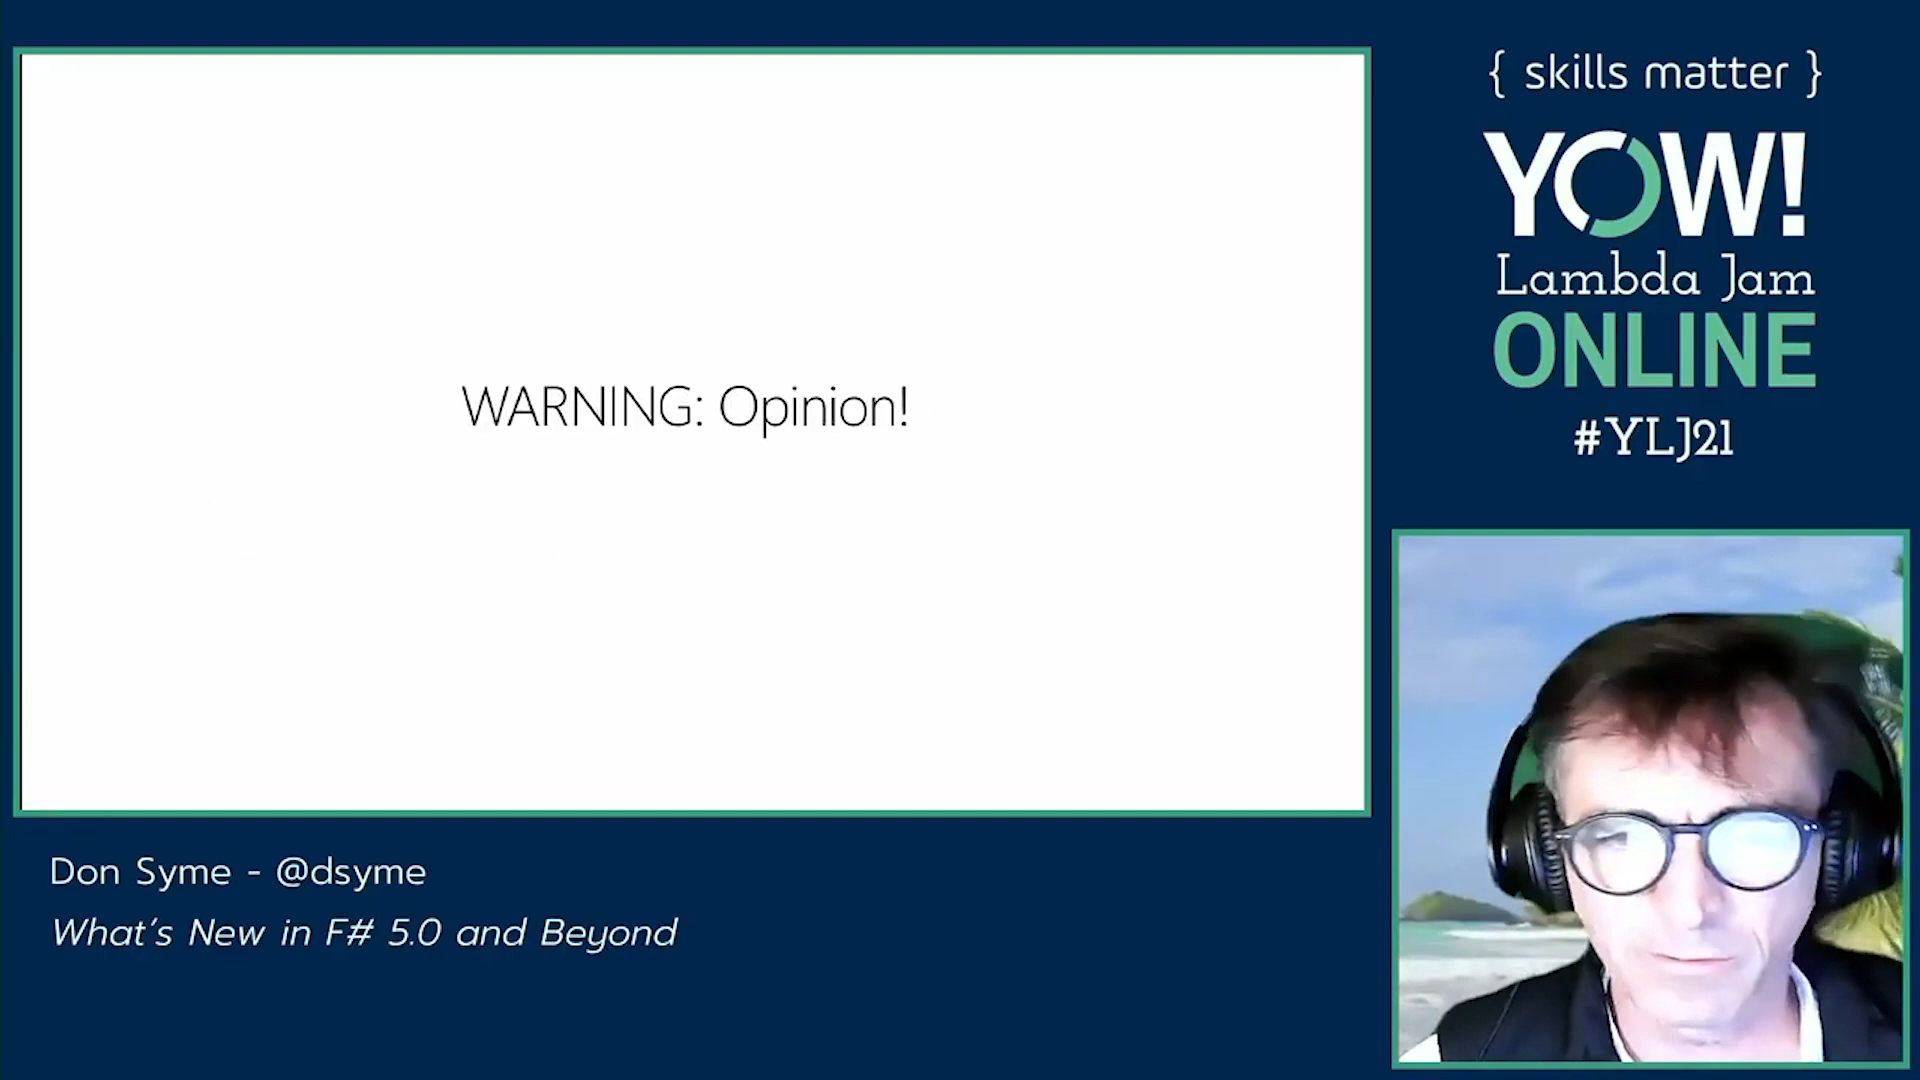 WARNING: Opinion!
{ skills matter }
YOW!
Lambda Jam
ONLINE
#YLJ21
Don Syme - @dsyme
What's New in F# 5.0 and Beyond